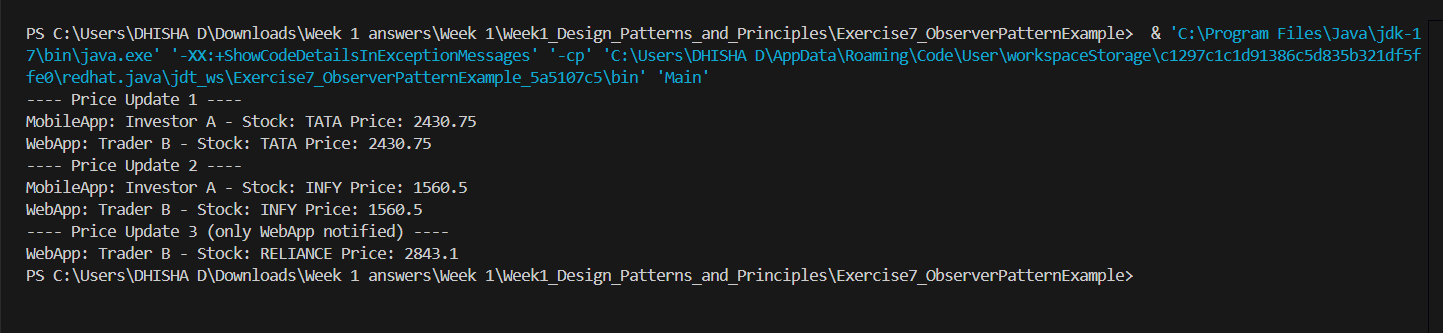 PS C:\Users\DHISHA D\Downloads\Week 1 answers\Week 1\Week1_Design_Patterns_and_Principles\Exercise7_ObserverPatternExample>  & 'C:\Program Files\Java\jdk-1
7\bin\java.exe' '-XX:+ShowCodeDetailsInExceptionMessages' '-cp' 'C:\Users\DHISHA D\AppData\Roaming\Code\User\workspaceStorage\c1297c1c1d91386c5d835b321df5f
fe0\redhat.java\jdt_ws\Exercise7_ObserverPatternExample_5a5107c5\bin' 'Main'
---- Price Update 1 ----
MobileApp: Investor A - Stock: TATA Price: 2430.75
WebApp: Trader B - Stock: TATA Price: 2430.75
---- Price Update 2 ----
MobileApp: Investor A - Stock: INFY Price: 1560.5
WebApp: Trader B - Stock: INFY Price: 1560.5
---- Price Update 3 (only WebApp notified) ----
WebApp: Trader B - Stock: RELIANCE Price: 2843.1
PS C:\Users\DHISHA D\Downloads\Week 1 answers\Week 1\Week1_Design_Patterns_and_Principles\Exercise7_ObserverPatternExample>